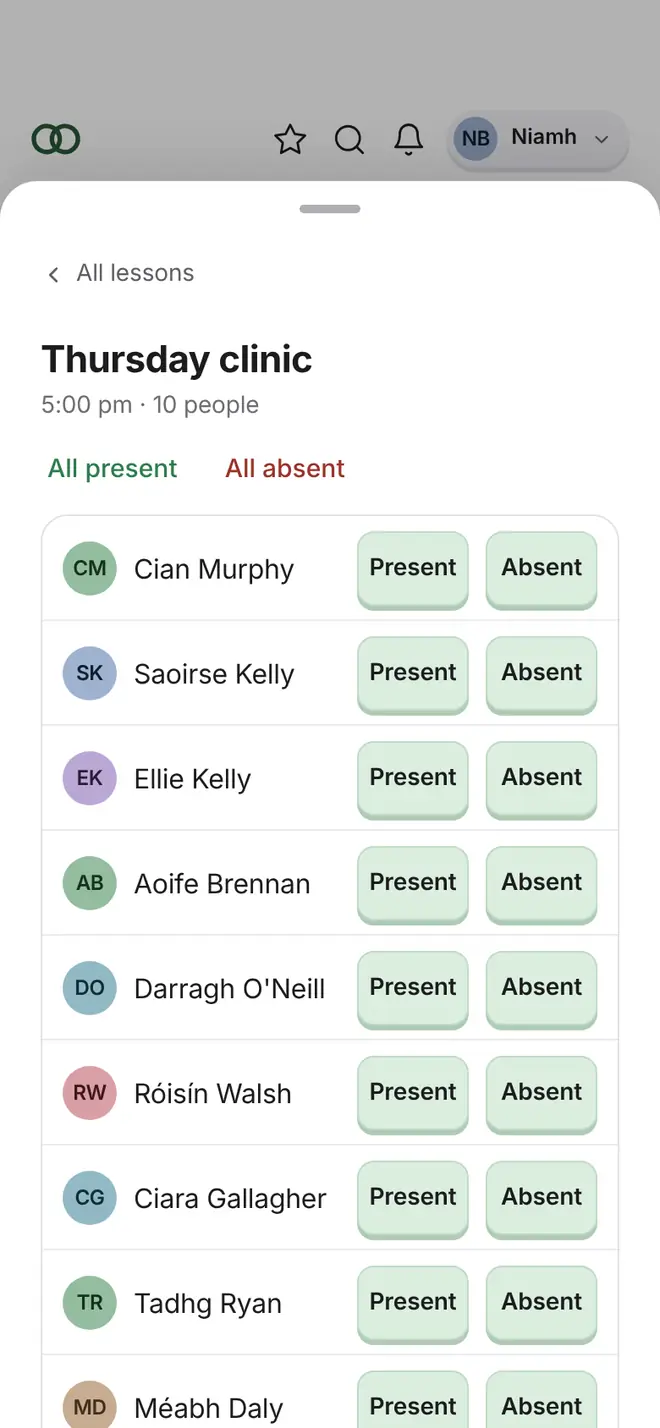 NB Niamh
All lessons
Thursday clinic
5:00 pm · 10 people
All present All absent
CM Cian Murphy Present Absent
SK Saoirse Kelly Present Absent
EK Ellie Kelly Present Absent
AB Aoife Brennan Present Absent
DO Darragh O'Neill Present Absent
RW Róisín Walsh Present Absent
CG Ciara Gallagher Present Absent
TR Tadhg Ryan Present Absent
MD Méabh Daly Present Absent